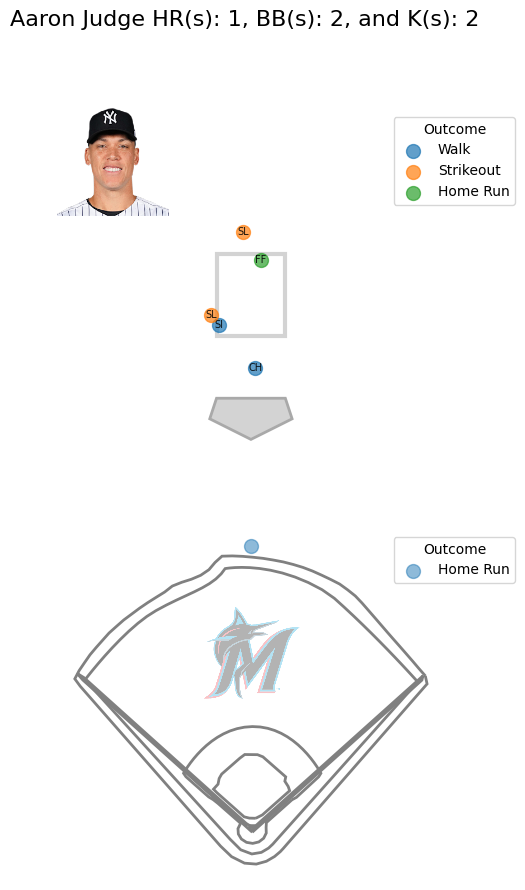 Aaron Judge HR(s): 1, BB(s): 2, and K(s): 2
Outcome
Walk
Strikeout
Home Run
SL
FF
SL
SI
CH
Outcome
Home Run
M